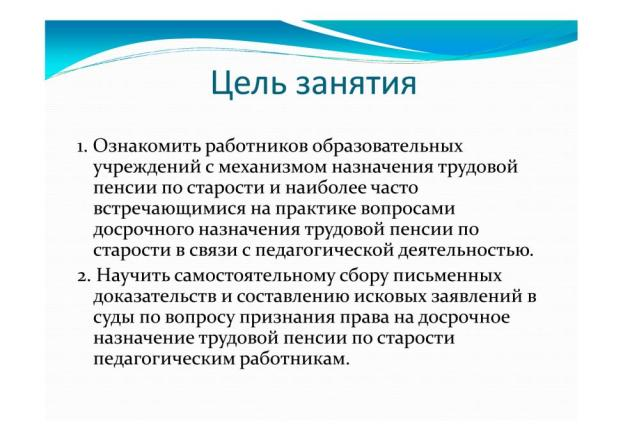 Цель занятия
1. Ознакомить работников образовательных
учреждений с механизмом назначения трудовой
пенсии по старости и наиболее часто
встречающимися на практике вопросами
досрочного назначения трудовой пенсии по
старости в связи с педагогической деятельностью.
2. Научить самостоятельному сбору письменных
доказательств и составлению исковых заявлений в
суды по вопросу признания права на досрочное
назначение трудовой пенсии по старости
педагогическим работникам.